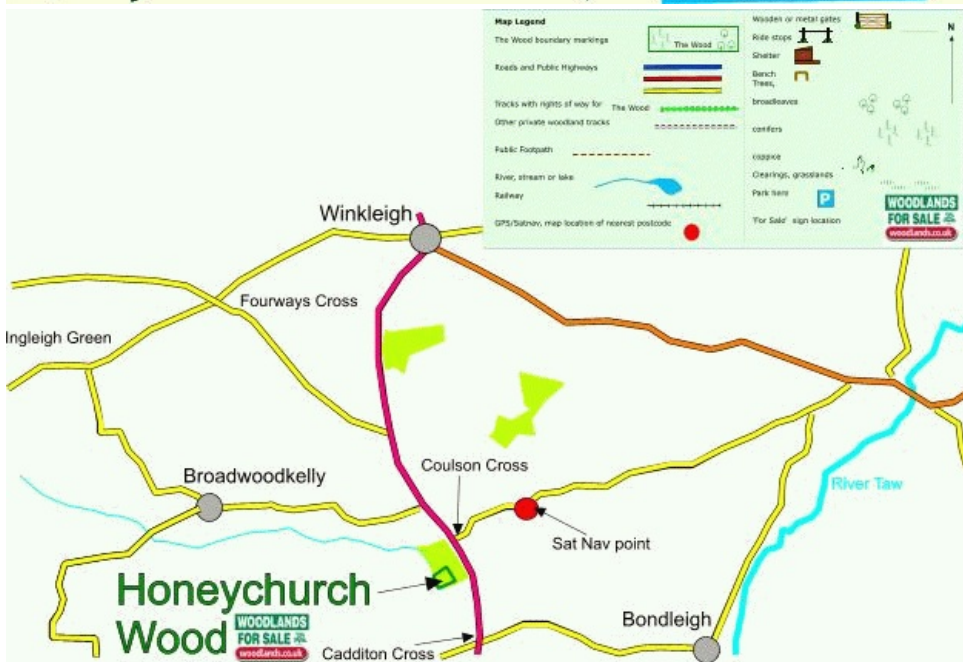 Map Legend
The Wood boundary markings
The Wood
Roads and Public Highways
Tracks with rights of way for The Wood
Other private woodland tracks
Public Footpath
River, stream or lake
Railway
GPS/Satnav, map location of nearest postcode
Wooden or metal gates
Ride stops
Shelter
Bench
Trees,
broadleaves
conifers
coppice
Clearings, grasslands
Park here
P
'For Sale' sign location
N
WOODLANDS
FOR SALE
woodlands.co.uk
Winkleigh
Fourways Cross
Ingleigh Green
Broadwoodkelly
Coulson Cross
Sat Nav point
River Taw
Honeychurch
Wood
WOODLANDS
FOR SALE
woodlands.co.uk
Bondleigh
Cadditon Cross